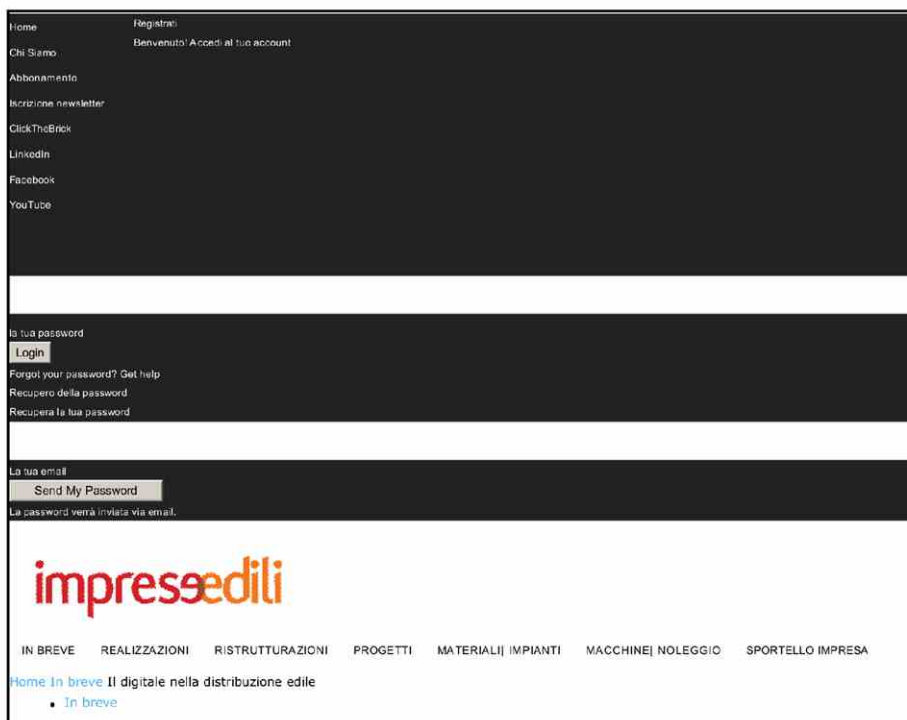 Home
Chi Siamo
Abbonamento
Iscrizione newsletter
ClickTheBrick
LinkedIn
Facebook
YouTube
Registrati
Benvenuto! Accedi al tuo account
la tua password
Login
Forgot your password? Get help
Recupero della password
Recupera la tua password
La tua email
Send My Password
La password verrà inviata via email.
impreseedili
IN BREVE REALIZZAZIONI RISTRUTTURAZIONI PROGETTI MATERIALI| IMPIANTI MACCHINE| NOLEGGIO SPORTELLO IMPRESA
Home In breve Il digitale nella distribuzione edile
• In breve